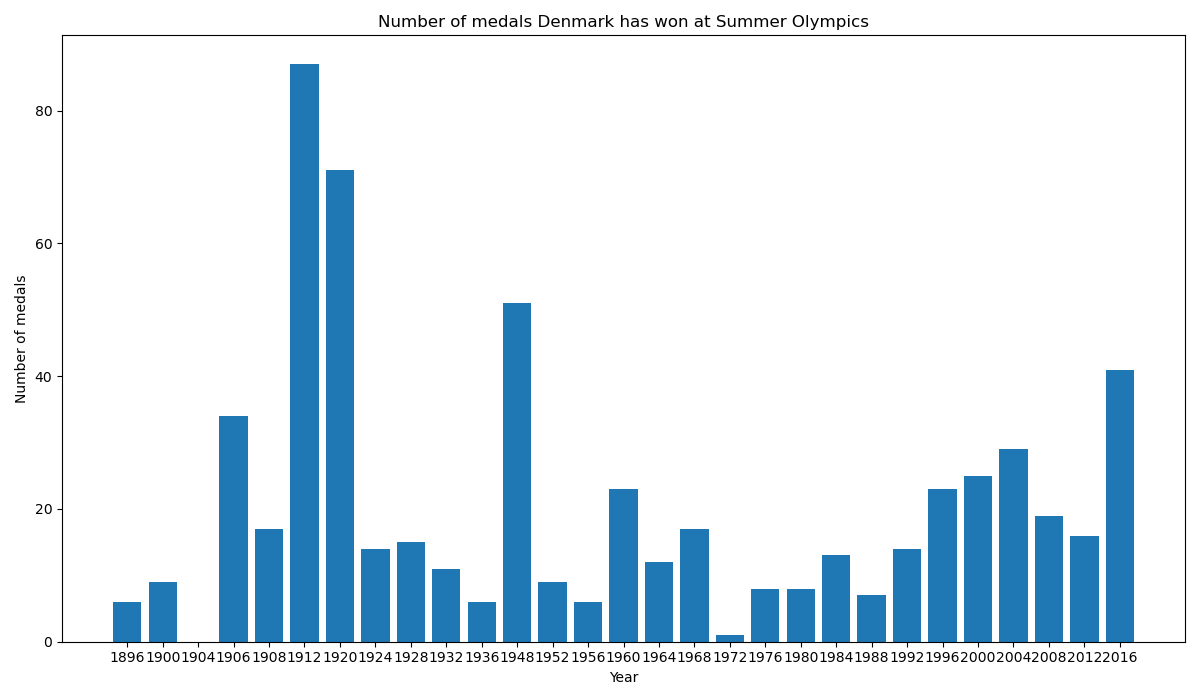 Number of medals Denmark has won at Summer Olympics
80
60
40
20
0
Number of medals
1896 1900 1904 1906 1908 1912 1920 1924 1928 1932 1936 1948 1952 1956 1960 1964 1968 1972 1976 1980 1984 1988 1992 1996 2000 2004 2008 2012 2016
Year